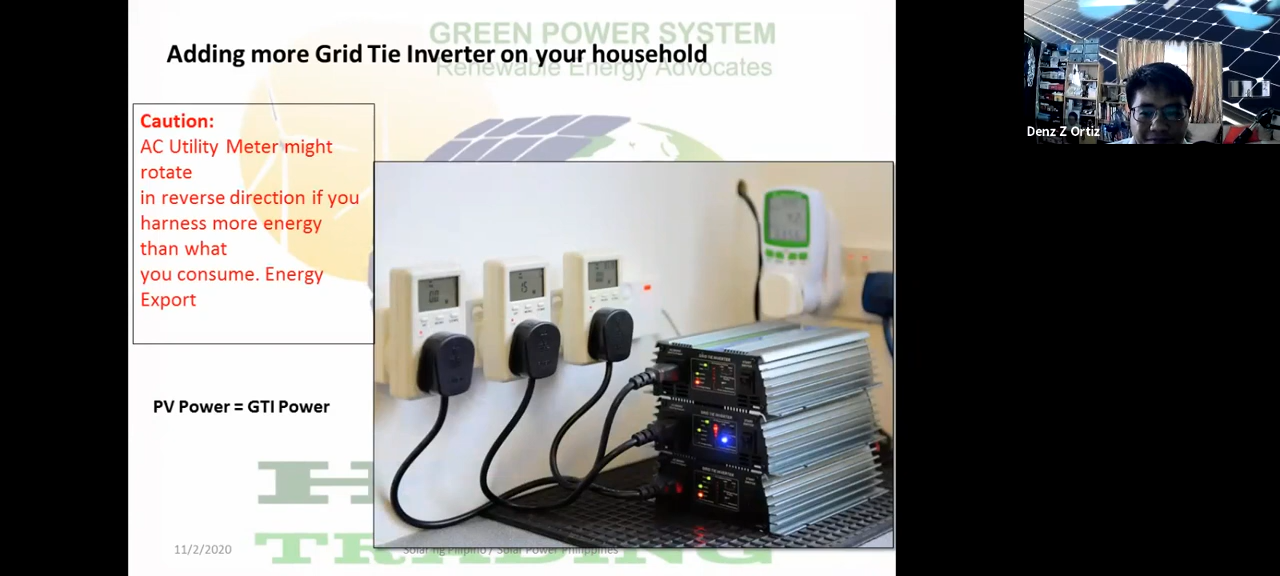 GREEN POWER SYSTEM
Adding more Grid Tie Inverter on your household
Renewable Energy Advocates
Caution:
AC Utility Meter might
rotate
in reverse direction if you
harness more energy
than what
you consume. Energy
Export
PV Power = GTI Power
11/2/2020
Solar ng Pilipino / Solar Power Philippines
TRADING
Denz Z Ortiz